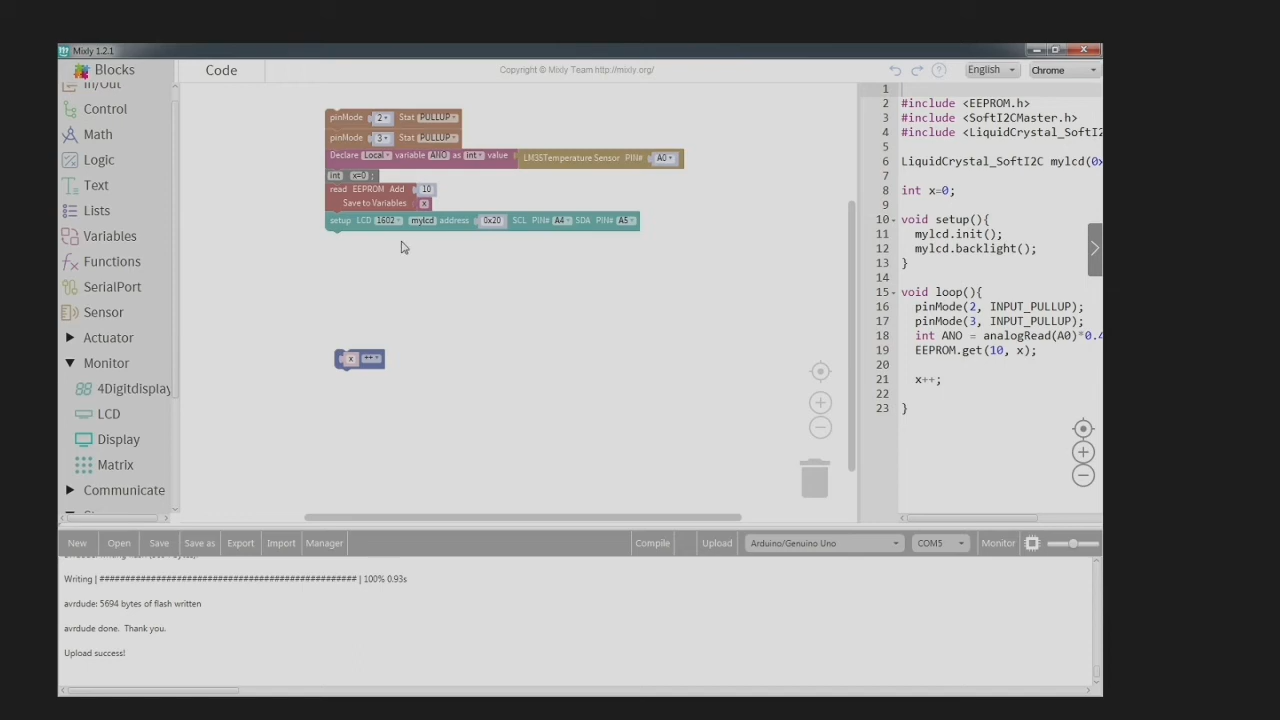 Mixly 1.2.1
Blocks
Code
Copyright © Mixly Team http://mixly.org/
English
Chrome
In/Out
Control
Math
Logic
Text
Lists
Variables
Functions
SerialPort
Sensor
Actuator
Monitor
4Digitdisplay
LCD
Display
Matrix
Communicate
pinMode 2 Stat PULLUP
pinMode 3 Stat PULLUP
Declare Local variable ANO as int value LM35Temperature Sensor PIN# A0
int x=0 ;
read EEPROM Add 10
Save to Variables x
setup LCD 1602 mylcd address 0x20 SCL PIN# A4 SDA PIN# A5
x ++
1
2 #include <EEPROM.h>
3 #include <SoftI2CMaster.h>
4 #include <LiquidCrystal_SoftI2
5
6 LiquidCrystal_SoftI2C mylcd(0x
7
8 int x=0;
9
10 void setup(){
11 mylcd.init();
12 mylcd.backlight();
13 }
14
15 void loop(){
16 pinMode(2, INPUT_PULLUP);
17 pinMode(3, INPUT_PULLUP);
18 int ANO = analogRead(A0)*0.4
19 EEPROM.get(10, x);
20
21 x++;
22
23 }
New Open Save Save as Export Import Manager Compile Upload Arduino/Genuino Uno COM5 Monitor
Writing | ################################################## | 100% 0.93s
avrdude: 5694 bytes of flash written
avrdude done. Thank you.
Upload success!